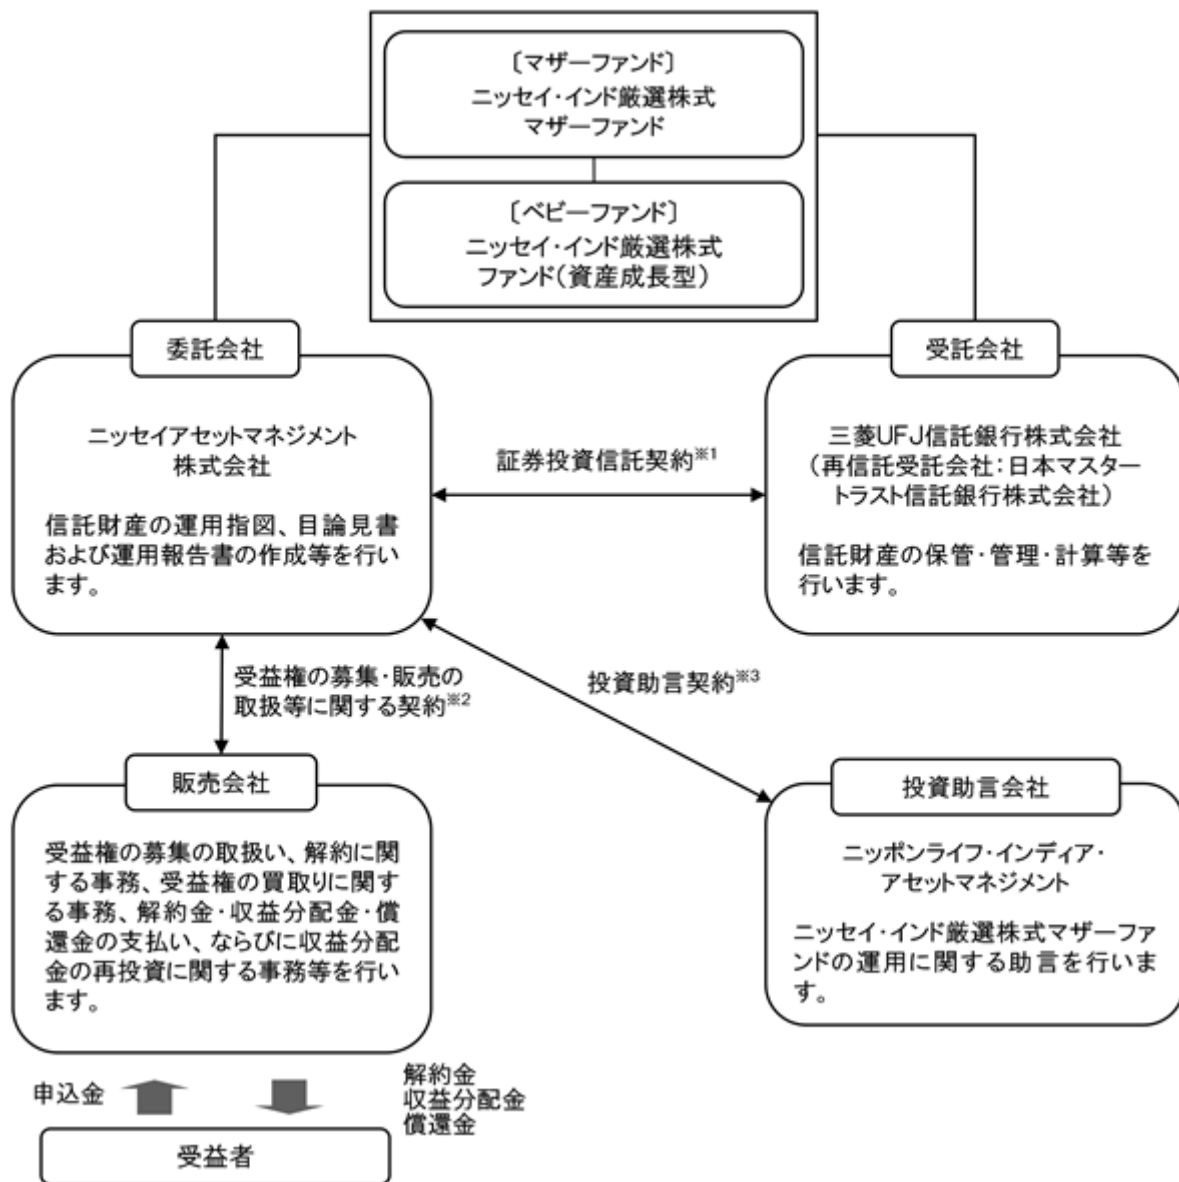 〔マザーファンド〕
ニッセイ・インド厳選株式
マザーファンド
〔ベビーファンド〕
ニッセイ・インド厳選株式
ファンド（資産成長型）
委託会社
ニッセイアセットマネジメント
株式会社
信託財産の運用指図、目論見書
および運用報告書の作成等を行い
ます。
証券投資信託契約※1
受託会社
三菱UFJ信託銀行株式会社
（再信託受託会社：日本マスター
トラスト信託銀行株式会社）
信託財産の保管・管理・計算等を
行います。
受益権の募集・販売の
取扱等に関する契約※2
投資助言契約※3
販売会社
受益権の募集の取扱い、解約に関
する事務、受益権の買取りに関す
る事務、解約金・収益分配金・償
還金の支払い、ならびに収益分配
金の再投資に関する事務等を行い
ます。
投資助言会社
ニッポンライフ・インディア・
アセットマネジメント
ニッセイ・インド厳選株式マザーファ
ンドの運用に関する助言を行いま
す。
申込金
解約金
収益分配金
償還金
受益者